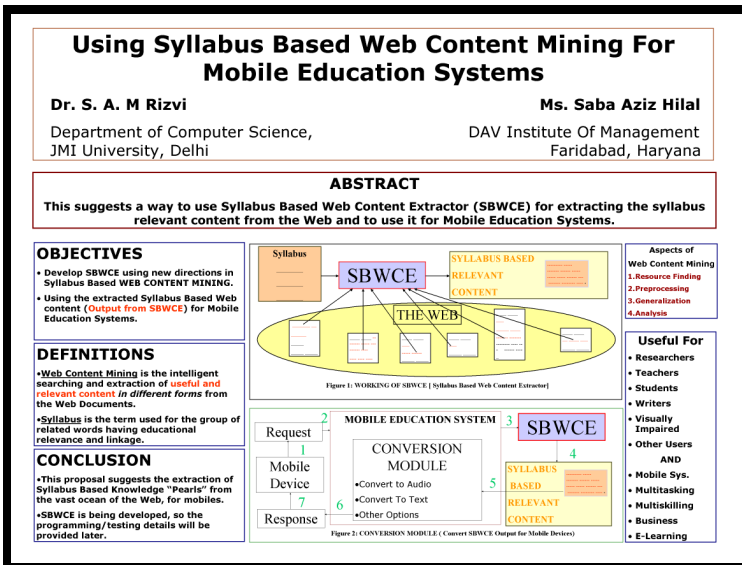 Using Syllabus Based Web Content Mining For
Mobile Education Systems
Dr. S. A. M Rizvi
Ms. Saba Aziz Hilal
Department of Computer Science,
JMI University, Delhi
DAV Institute Of Management
Faridabad, Haryana
ABSTRACT
This suggests a way to use Syllabus Based Web Content Extractor (SBWCE) for extracting the syllabus
relevant content from the Web and to use it for Mobile Education Systems.
OBJECTIVES
• Develop SBWCE using new directions in
Syllabus Based WEB CONTENT MINING.
• Using the extracted Syllabus Based Web
content (Output from SBWCE) for Mobile
Education Systems.
DEFINITIONS
•Web Content Mining is the intelligent
searching and extraction of useful and
relevant content in different forms from
the Web Documents.
•Syllabus is the term used for the group of
related words having educational
relevance and linkage.
CONCLUSION
•This proposal suggests the extraction of
Syllabus Based Knowledge “Pearls” from
the vast ocean of the Web, for mobiles.
•SBWCE is being developed, so the
programming/testing details will be
provided later.
Syllabus
SBWCE
SYLLABUS BASED
RELEVANT
CONTENT
THE WEB
Figure 1: WORKING OF SBWCE [ Syllabus Based Web Content Extractor]
Request
2
1
Mobile
Device
7
Response
6
MOBILE EDUCATION SYSTEM
CONVERSION
MODULE
•Convert to Audio
•Convert To Text
•Other Options
3
SBWCE
4
5
SYLLABUS
BASED
RELEVANT
CONTENT
Figure 2: CONVERSION MODULE ( Convert SBWCE Output for Mobile Devices)
Aspects of
Web Content Mining
1.Resource Finding
2.Preprocessing
3.Generalization
4.Analysis
Useful For
• Researchers
• Teachers
• Students
• Writers
• Visually
Impaired
• Other Users
AND
• Mobile Sys.
• Multitasking
• Multiskilling
• Business
• E-Learning